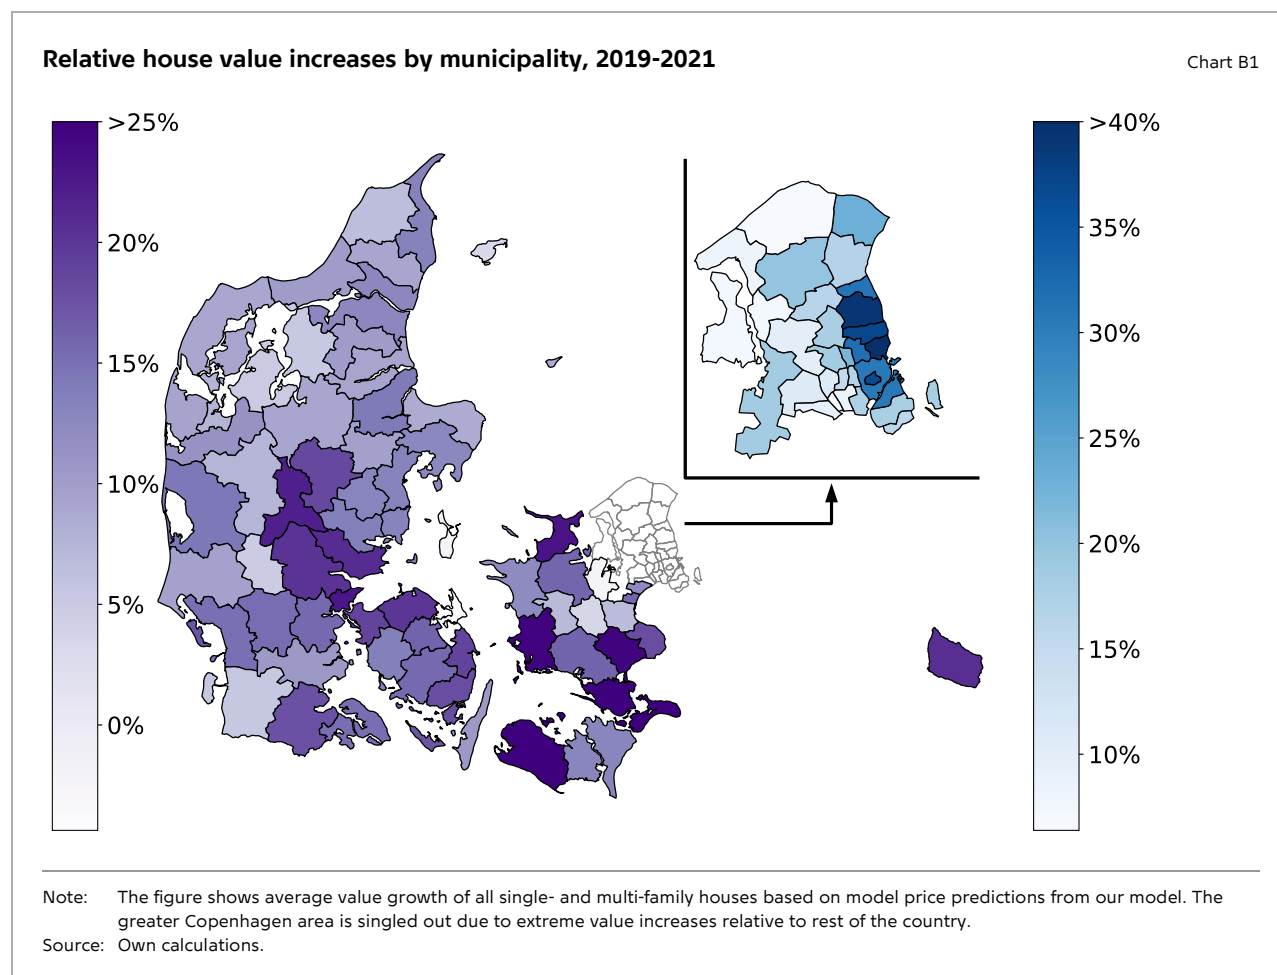 Relative house value increases by municipality, 2019-2021
Chart B1
>25%
20%
15%
10%
5%
0%
>40%
35%
30%
25%
20%
15%
10%
Note: The figure shows average value growth of all single- and multi-family houses based on model price predictions from our model. The
greater Copenhagen area is singled out due to extreme value increases relative to rest of the country.
Source: Own calculations.